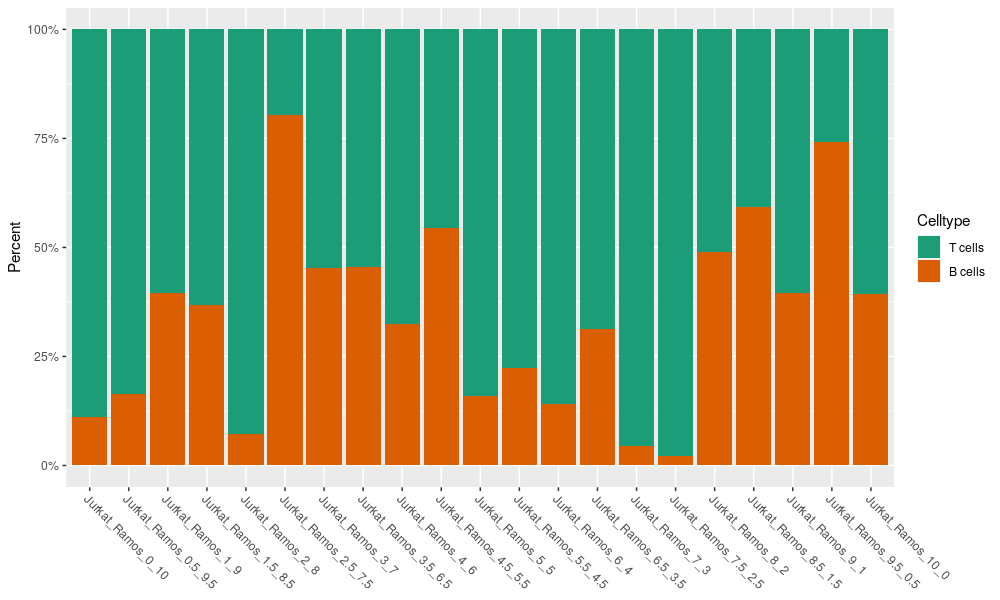 100%
75%
50%
25%
0%
Percent
Celltype
T cells
B cells
Jurkat_Ramos_0_10
Jurkat_Ramos_0.5_9.5
Jurkat_Ramos_1_9
Jurkat_Ramos_1.5_8.5
Jurkat_Ramos_2_8
Jurkat_Ramos_2.5_7.5
Jurkat_Ramos_3_7
Jurkat_Ramos_3.5_6.5
Jurkat_Ramos_4_6
Jurkat_Ramos_4.5_5.5
Jurkat_Ramos_5_5
Jurkat_Ramos_5.5_4.5
Jurkat_Ramos_6_4
Jurkat_Ramos_6.5_3.5
Jurkat_Ramos_7_3
Jurkat_Ramos_7.5_2.5
Jurkat_Ramos_8_2
Jurkat_Ramos_8.5_1.5
Jurkat_Ramos_9_1
Jurkat_Ramos_9.5_0.5
Jurkat_Ramos_10_0